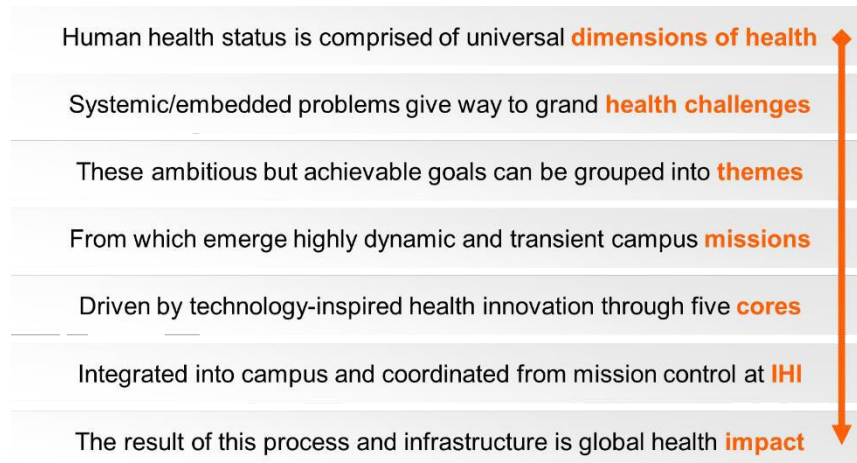 Human health status is comprised of universal dimensions of health
Systemic/embedded problems give way to grand health challenges
These ambitious but achievable goals can be grouped into themes
From which emerge highly dynamic and transient campus missions
Driven by technology-inspired health innovation through five cores
Integrated into campus and coordinated from mission control at IHI
The result of this process and infrastructure is global health impact